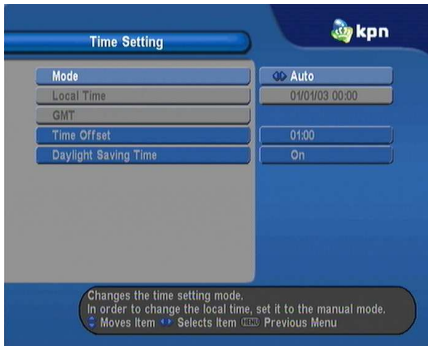 kpn
Time Setting
Mode Auto
Local Time 01/01/03 00:00
GMT
Time Offset 01:00
Daylight Saving Time On
Changes the time setting mode.
In order to change the local time, set it to the manual mode.
Moves Item Selects Item MENU Previous Menu